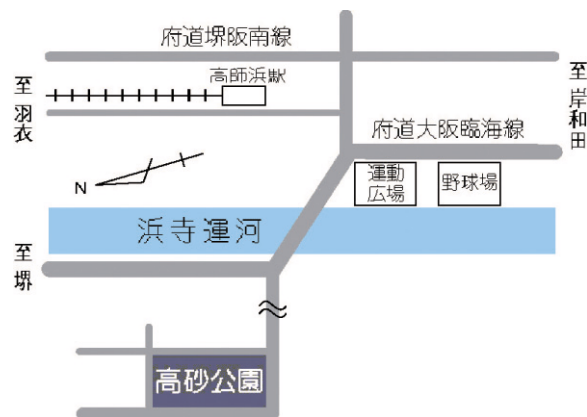 府道堺阪南線
高師浜駅
至羽衣
至岸和田
府道大阪臨海線
運動
広場
野球場
N
浜寺運河
至堺
高砂公園